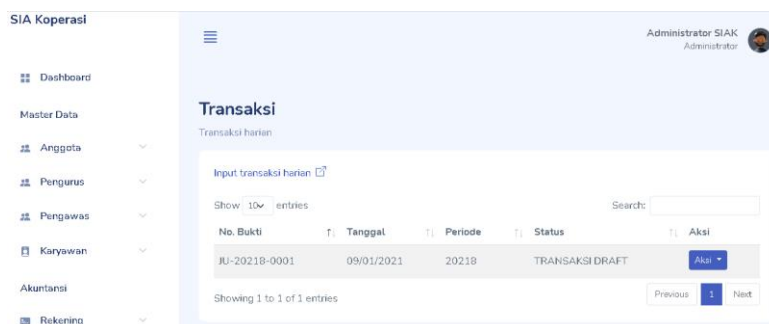 SIA Koperasi
Administrator SIAK
Administrator
Dashboard
Master Data
Transaksi
Transaksi harian
Anggota
Input transaksi harian
Pengurus
Show 10 entries
Search:
Pengawas
No. Bukti Tanggal Periode Status Aksi
Karyawan
JU-20218-0001 09/01/2021 20218 TRANSAKSI DRAFT Aksi
Akuntansi
Showing 1 to 1 of 1 entries
Previous 1 Next
Rekening